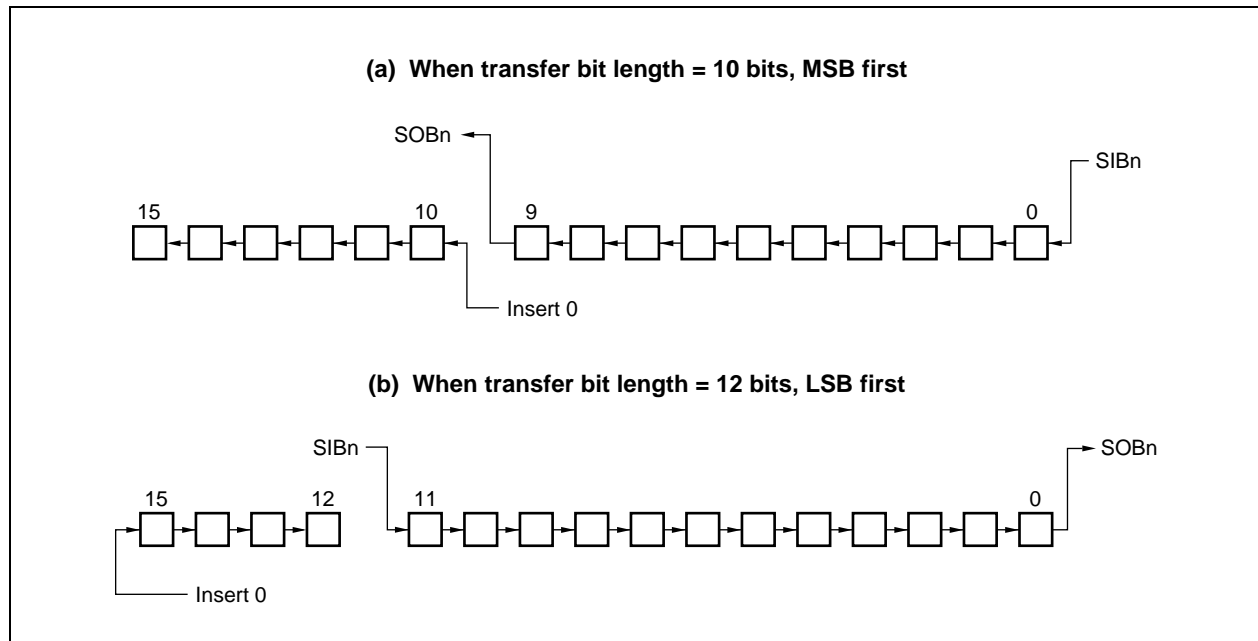 (a) When transfer bit length = 10 bits, MSB first
SOBn
SIBn
15 10 9 0
Insert 0
(b) When transfer bit length = 12 bits, LSB first
SIBn SOBn
15 12 11 0
Insert 0